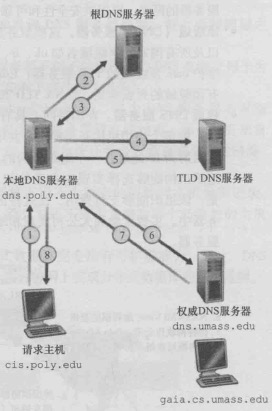 根DNS服务器
2
3
4
5
本地DNS服务器
dns.poly.edu
TLD DNS服务器
1
8
7
6
权威DNS服务器
dns.umass.edu
请求主机
cis.poly.edu
gaia.cs.umass.edu